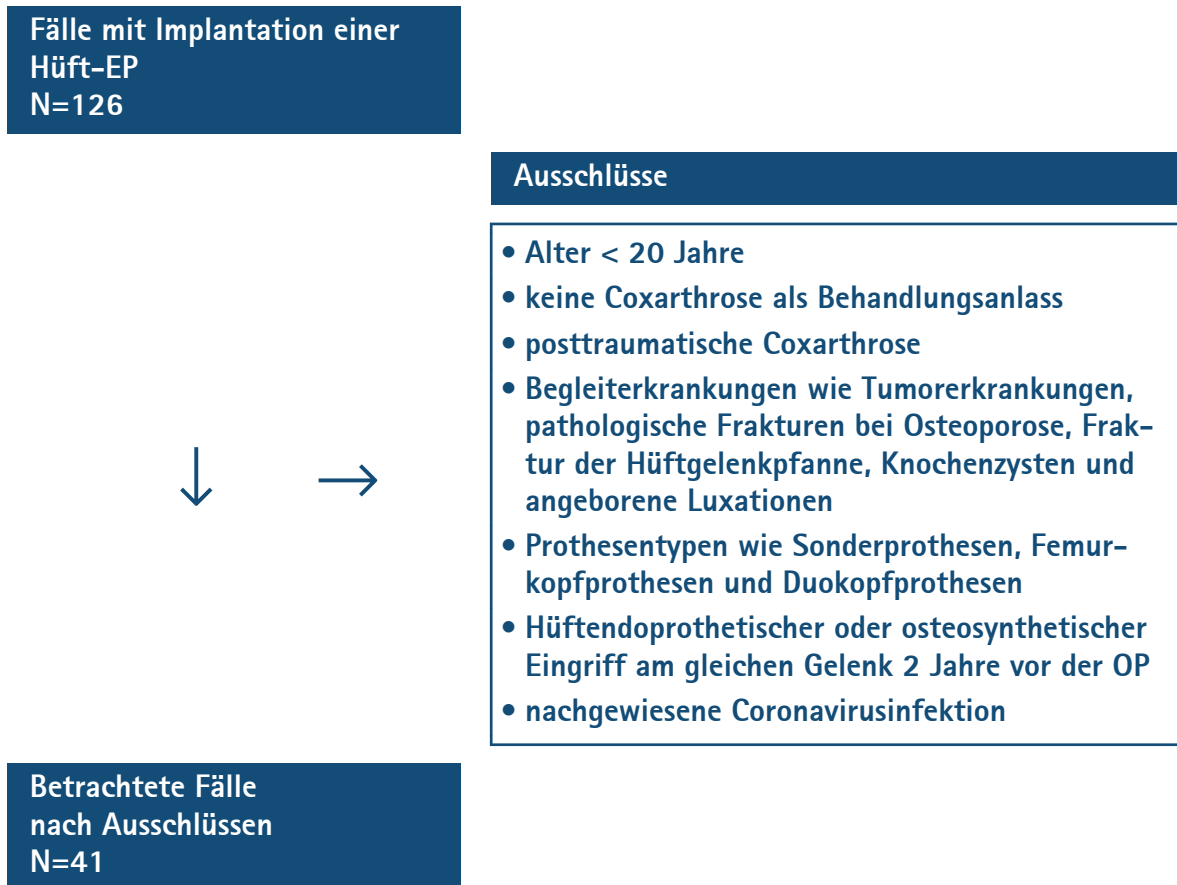 Fälle mit Implantation einer
Hüft-EP
N=126
Ausschlüsse
• Alter < 20 Jahre
• keine Coxarthrose als Behandlungsanlass
• posttraumatische Coxarthrose
• Begleiterkrankungen wie Tumorerkrankungen,
pathologische Frakturen bei Osteoporose, Frak-
tur der Hüftgelenkpfanne, Knochenzysten und
angeborene Luxationen
• Prothesentypen wie Sonderprothesen, Femur-
kopfprothesen und Duokopfprothesen
• Hüftendoprothetischer oder osteosynthetischer
Eingriff am gleichen Gelenk 2 Jahre vor der OP
• nachgewiesene Coronavirusinfektion
Betrachtete Fälle
nach Ausschlüssen
N=41